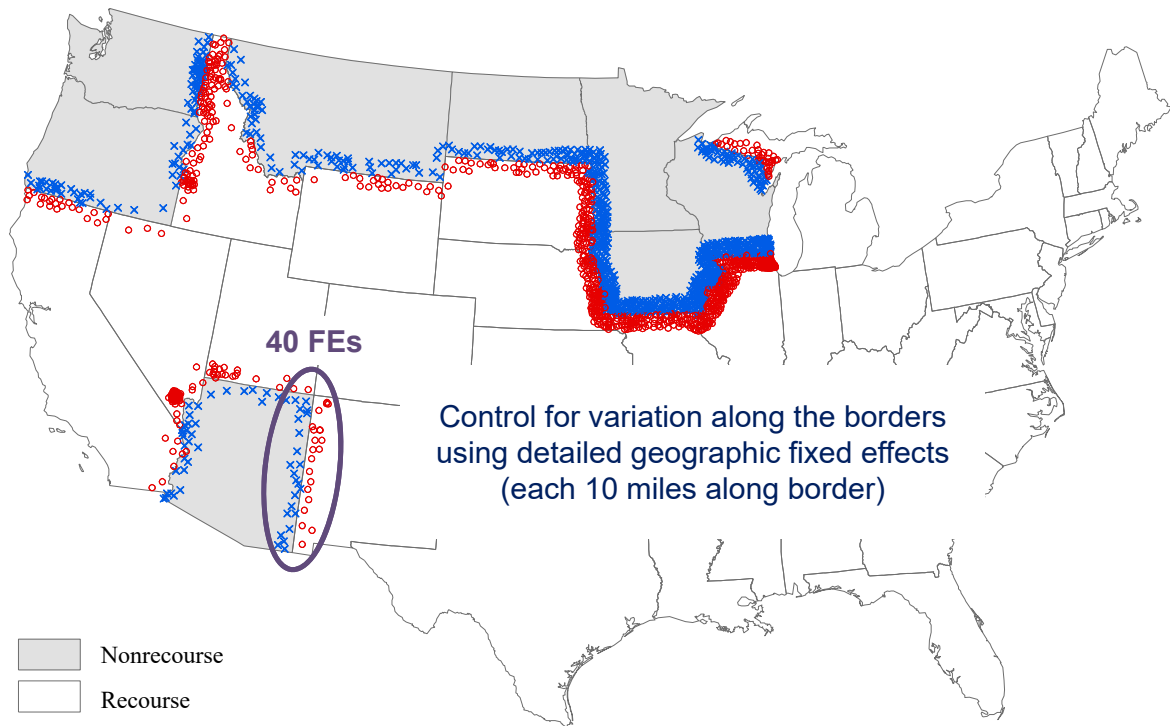 40 FEs
Control for variation along the borders
using detailed geographic fixed effects
(each 10 miles along border)
Nonrecourse
Recourse